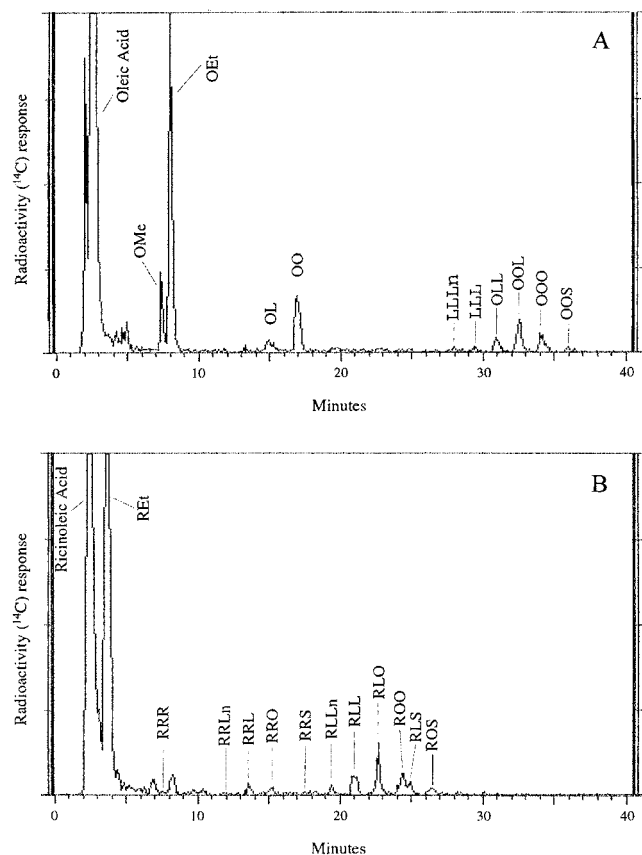 A
Radioactivity (¹⁴C) response
Oleic Acid
OMe
OEt
OL
OO
LLLn
LLL
OLL
OOL
OOO
OOS
0 10 20 30 40
Minutes
B
Radioactivity (¹⁴C) response
Ricinoleic Acid
REt
RRR
RRLn
RRL
RRO
RRS
RLLn
RLL
RLO
ROO
RLS
ROS
0 10 20 30 40
Minutes